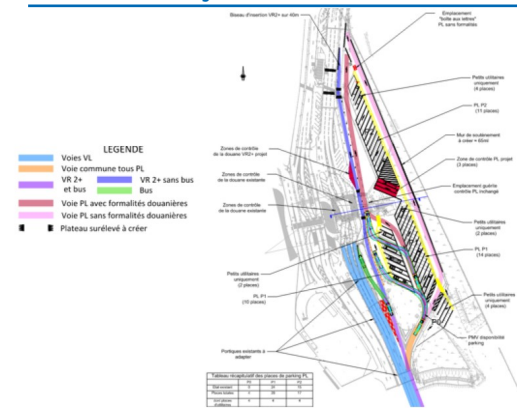 Biseau d'insertion VR2+ sur 40m
Emplacement
"boîte aux lettres"
PL sans formalités
Petits utilitaires
uniquement
(4 places)
PL P2
(11 places)
Mur de soutènement
à créer
Zone de contrôle PL projet
(3 places)
Emplacement guérite
contrôle PL inchangé
Petits utilitaires
uniquement
(2 places)
PL P1
(14 places)
Petits utilitaires
uniquement
(4 places)
PMV disponibilité
parking
Zones de contrôle
de la douane VR2+ projet
Zones de contrôle
de la douane existante
Zones de contrôle
de la douane existante
Petits utilitaires
uniquement
(2 places)
PL P1
(10 places)
Portiques existants à
adapter
LEGENDE
Voies VL
Voie commune tous PL
VR 2+
et bus
VR 2+ sans bus
Bus
Voie PL avec formalités douanières
Voie PL sans formalités douanières
Plateau surélevé à créer
Tableau récapitulatif des places de parking PL